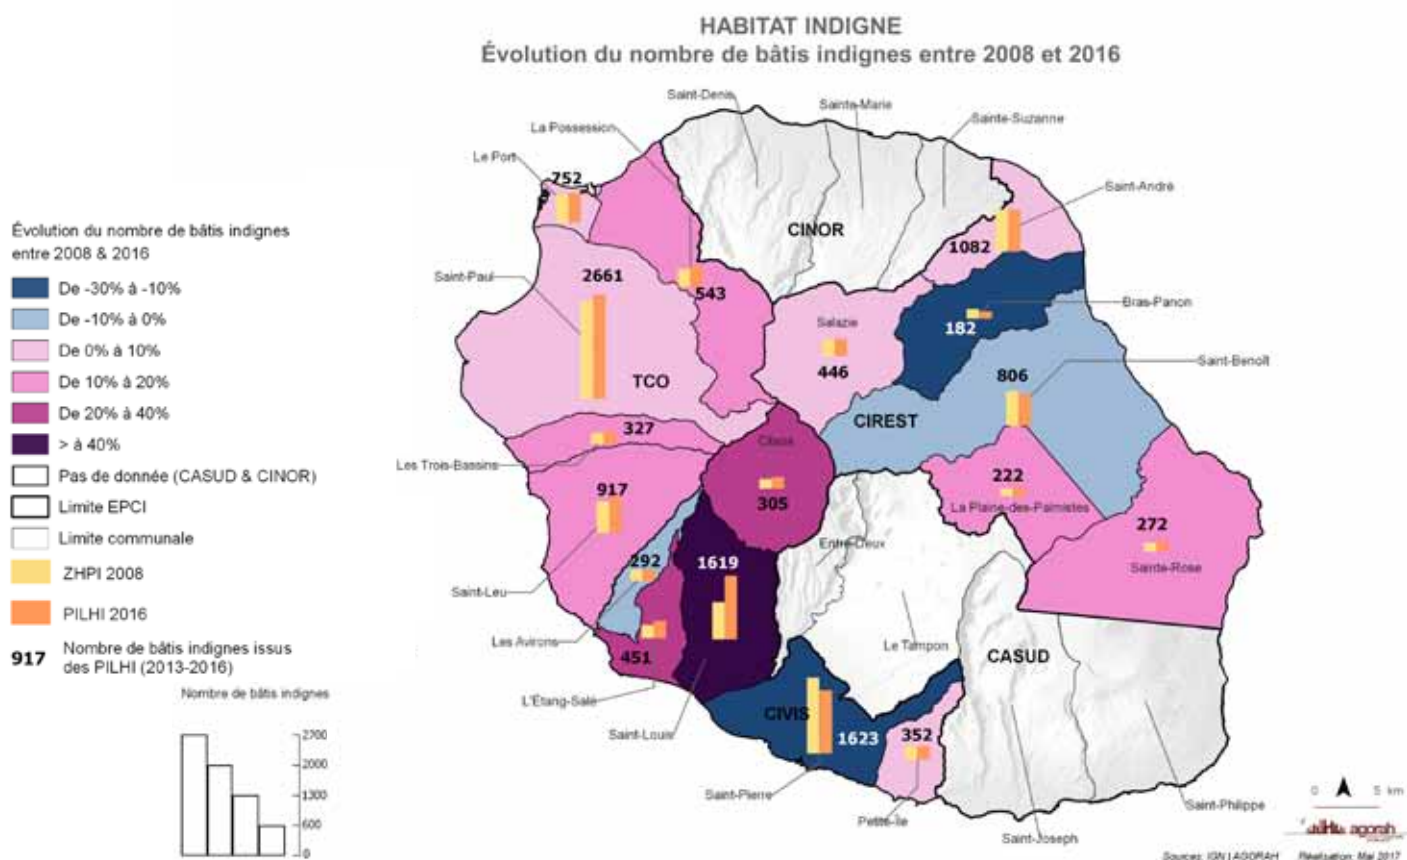 HABITAT INDIGNE
Évolution du nombre de bâtis indignes entre 2008 et 2016
Saint-Denis
Sainte-Marie
Sainte-Suzanne
La Possession
Le Port
752
Saint-André
CINOR
1082
Saint-Paul
2661
543
Bras-Panon
182
Salazie
446
Saint-Benoît
806
TCO
CIREST
327
Les Trois-Bassins
Cilaos
305
222
La Plaine-des-Palmistes
917
272
Sainte-Rose
Entre-Deux
292
1619
Saint-Leu
Les Avirons
Le Tampon
CASUD
451
L'Étang-Salé
CIVIS
1623
352
Saint-Louis
Saint-Pierre
Petite-Île
Saint-Joseph
Saint-Philippe
Évolution du nombre de bâtis indignes
entre 2008 & 2016
De -30% à -10%
De -10% à 0%
De 0% à 10%
De 10% à 20%
De 20% à 40%
> à 40%
Pas de donnée (CASUD & CINOR)
Limite EPCI
Limite communale
ZHPI 2008
PILHI 2016
917 Nombre de bâtis indignes issus
des PILHI (2013-2016)
Nombre de bâtis indignes
2700
2000
1300
600
0
0 5 km
agorah
Sources: IGN | AGORAH Réalisation: Mai 2017